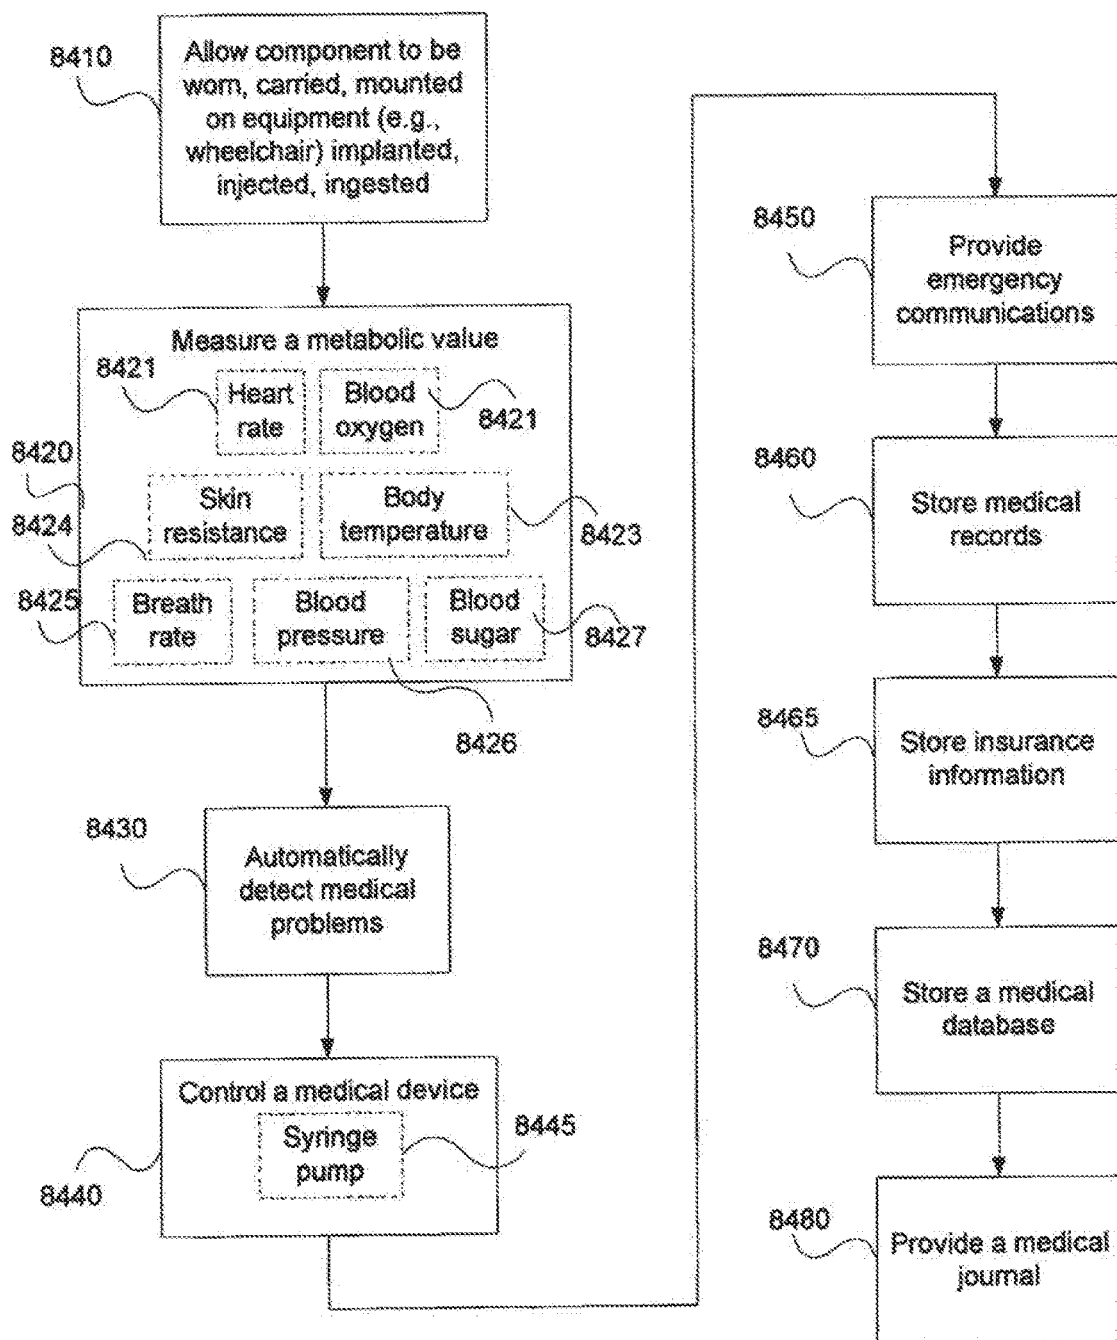 8410
Allow component to be
worn, carried, mounted
on equipment (e.g.,
wheelchair) implanted,
injected, ingested
Measure a metabolic value
8421
Heart
rate
Blood
oxygen
8421
8420
Skin
resistance
Body
temperature
8424
8423
8425
Breath
rate
Blood
pressure
Blood
sugar
8427
8426
8430
Automatically
detect medical
problems
Control a medical device
Syringe
pump
8445
8440
8450
Provide
emergency
communications
8460
Store medical
records
8465
Store insurance
information
8470
Store a medical
database
8480
Provide a medical
journal